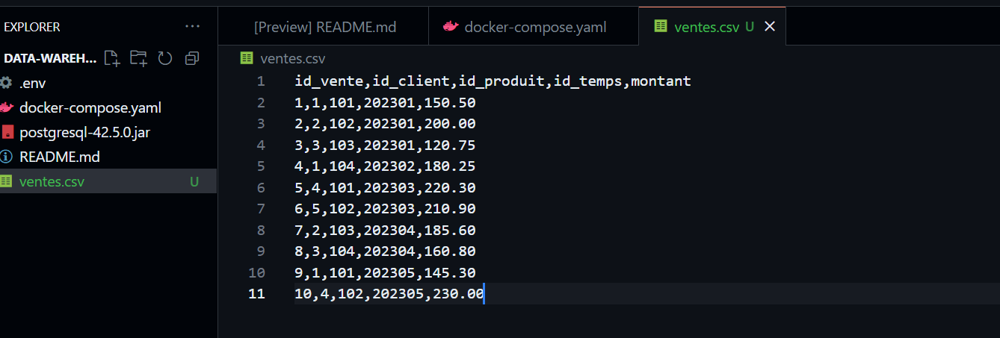 EXPLORER
...
[Preview] README.md
docker-compose.yaml
ventes.csv U
DATA-WAREH...
.env
docker-compose.yaml
postgresql-42.5.0.jar
README.md
ventes.csv U
ventes.csv
1 id_vente,id_client,id_produit,id_temps,montant
2 1,1,101,202301,150.50
3 2,2,102,202301,200.00
4 3,3,103,202301,120.75
5 4,1,104,202302,180.25
6 5,4,101,202303,220.30
7 6,5,102,202303,210.90
8 7,2,103,202304,185.60
9 8,3,104,202304,160.80
10 9,1,101,202305,145.30
11 10,4,102,202305,230.00